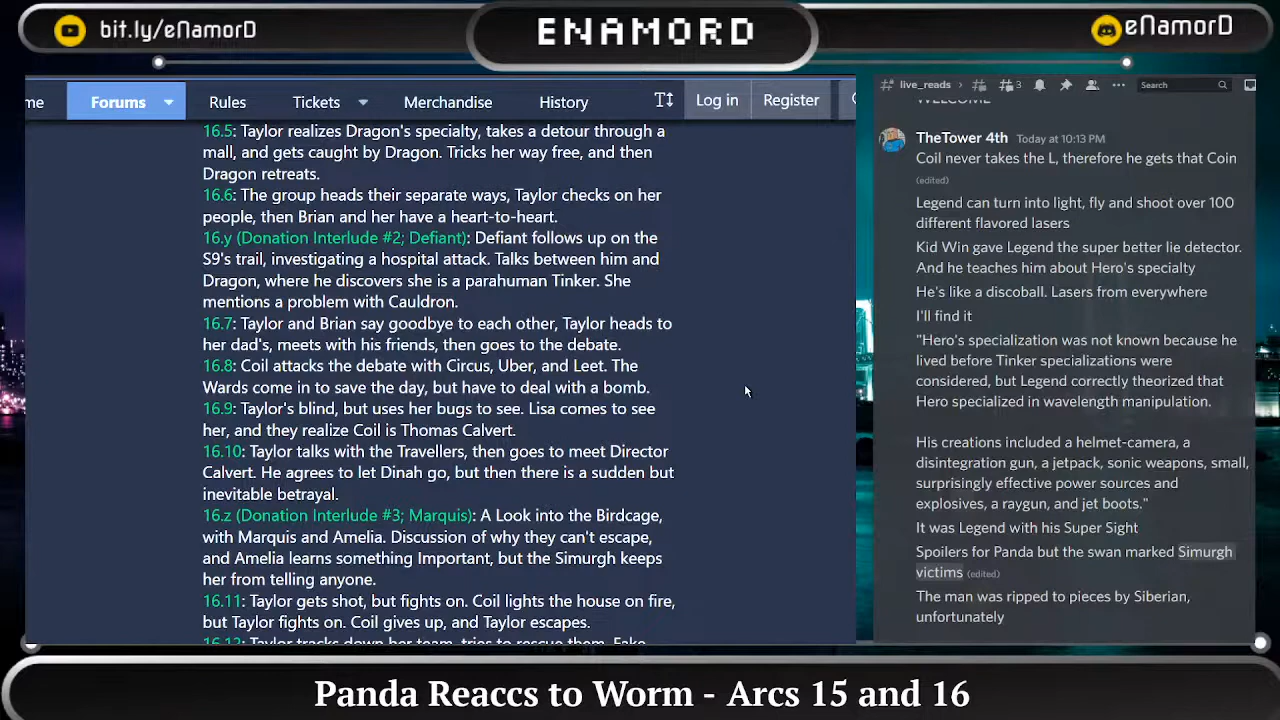 bit.ly/eNamorD
ENAMORD
eNamorD
me
Forums
Rules
Tickets
Merchandise
History
Log in
Register
16.5: Taylor realizes Dragon's specialty, takes a detour through a
mall, and gets caught by Dragon. Tricks her way free, and then
Dragon retreats.
16.6: The group heads their separate ways, Taylor checks on her
people, then Brian and her have a heart-to-heart.
16.y (Donation Interlude #2; Defiant): Defiant follows up on the
S9's trail, investigating a hospital attack. Talks between him and
Dragon, where he discovers she is a parahuman Tinker. She
mentions a problem with Cauldron.
16.7: Taylor and Brian say goodbye to each other, Taylor heads to
her dad's, meets with his friends, then goes to the debate.
16.8: Coil attacks the debate with Circus, Uber, and Leet. The
Wards come in to save the day, but have to deal with a bomb.
16.9: Taylor's blind, but uses her bugs to see. Lisa comes to see
her, and they realize Coil is Thomas Calvert.
16.10: Taylor talks with the Travellers, then goes to meet Director
Calvert. He agrees to let Dinah go, but then there is a sudden but
inevitable betrayal.
16.z (Donation Interlude #3; Marquis): A Look into the Birdcage,
with Marquis and Amelia. Discussion of why they can't escape,
and Amelia learns something Important, but the Simurgh keeps
her from telling anyone.
16.11: Taylor gets shot, but fights on. Coil lights the house on fire,
but Taylor fights on. Coil gives up, and Taylor escapes.
16.12: Taylor tracks down her team, tries to rescue them. Fake
live_reads
3
Search
WELCOME
TheTower 4th Today at 10:13 PM
Coil never takes the L, therefore he gets that Coin
(edited)
Legend can turn into light, fly and shoot over 100
different flavored lasers
Kid Win gave Legend the super better lie detector.
And he teaches him about Hero's specialty
He's like a discoball. Lasers from everywhere
I'll find it
"Hero's specialization was not known because he
lived before Tinker specializations were
considered, but Legend correctly theorized that
Hero specialized in wavelength manipulation.
His creations included a helmet-camera, a
disintegration gun, a jetpack, sonic weapons, small,
surprisingly effective power sources and
explosives, a raygun, and jet boots."
It was Legend with his Super Sight
Spoilers for Panda but the swan marked Simurgh
victims (edited)
The man was ripped to pieces by Siberian,
unfortunately
Panda Reaccs to Worm - Arcs 15 and 16